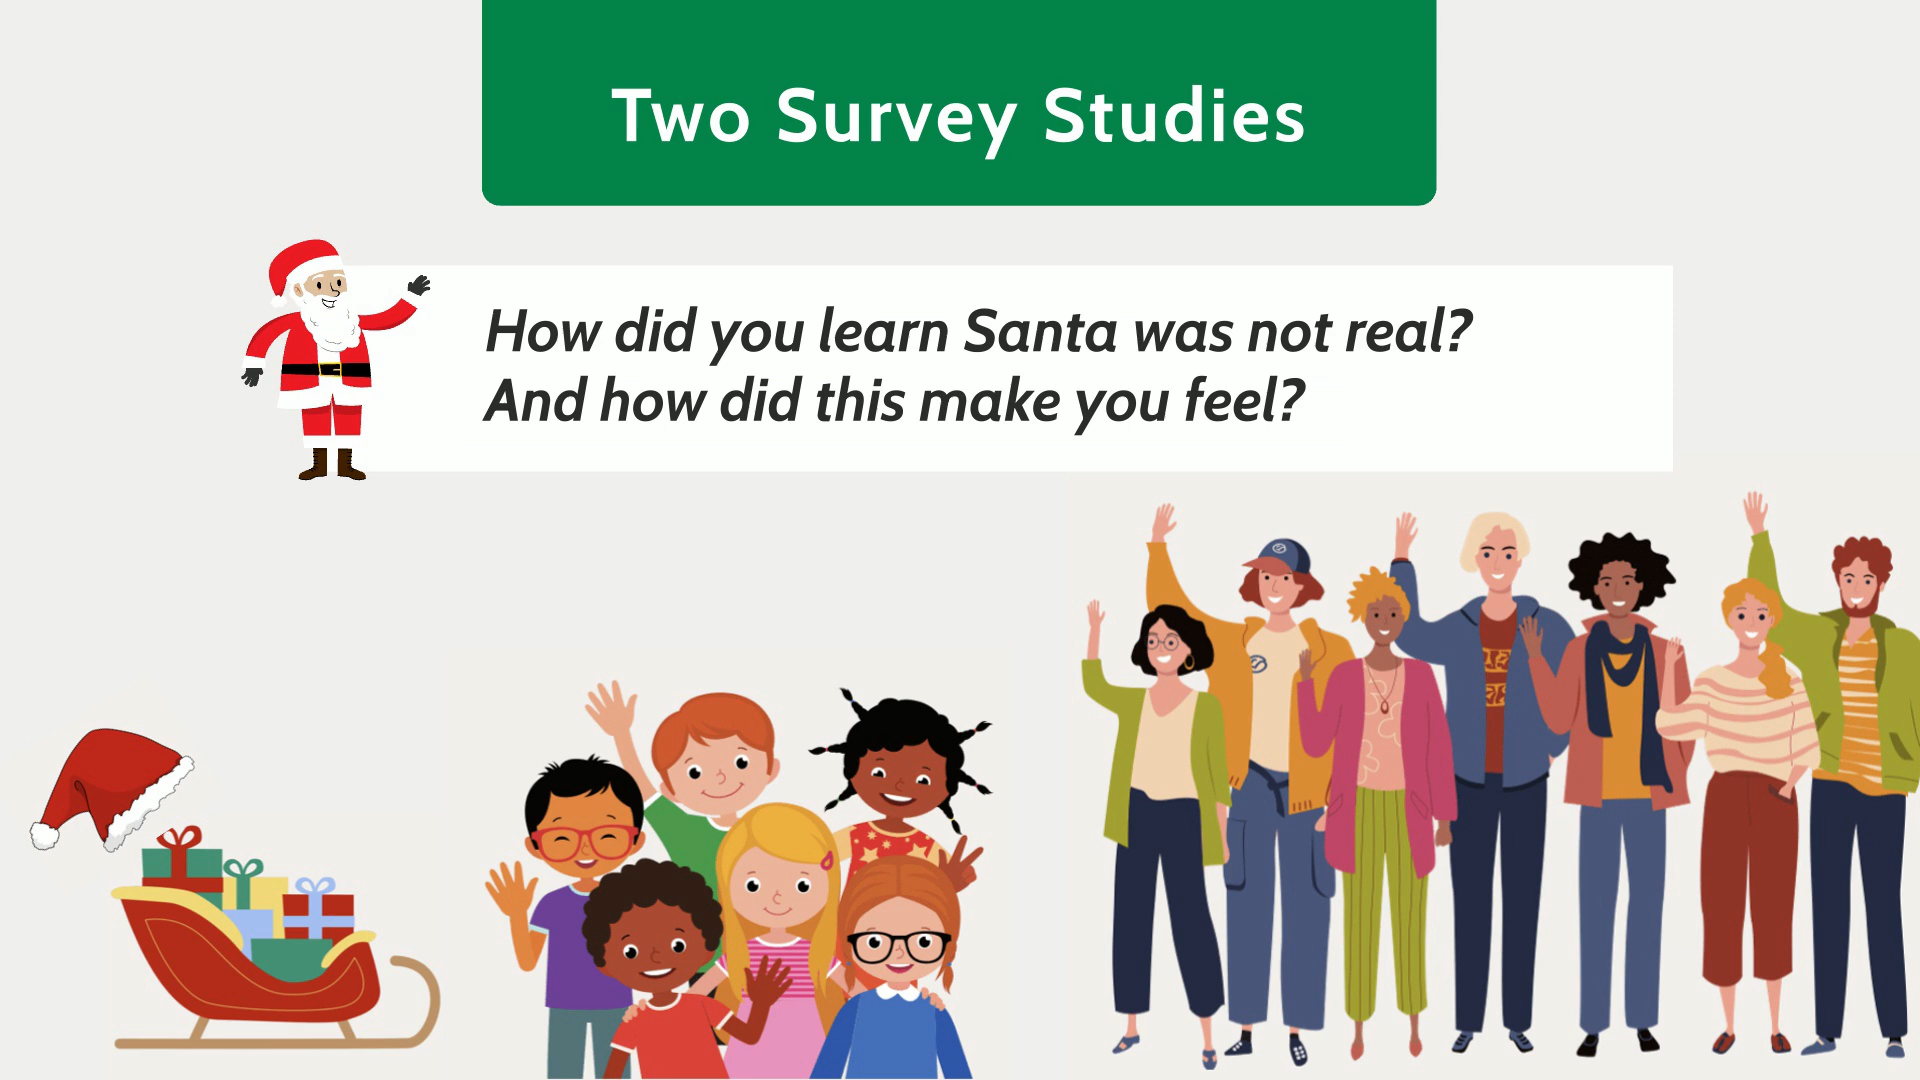 Two Survey Studies
How did you learn Santa was not real?
And how did this make you feel?